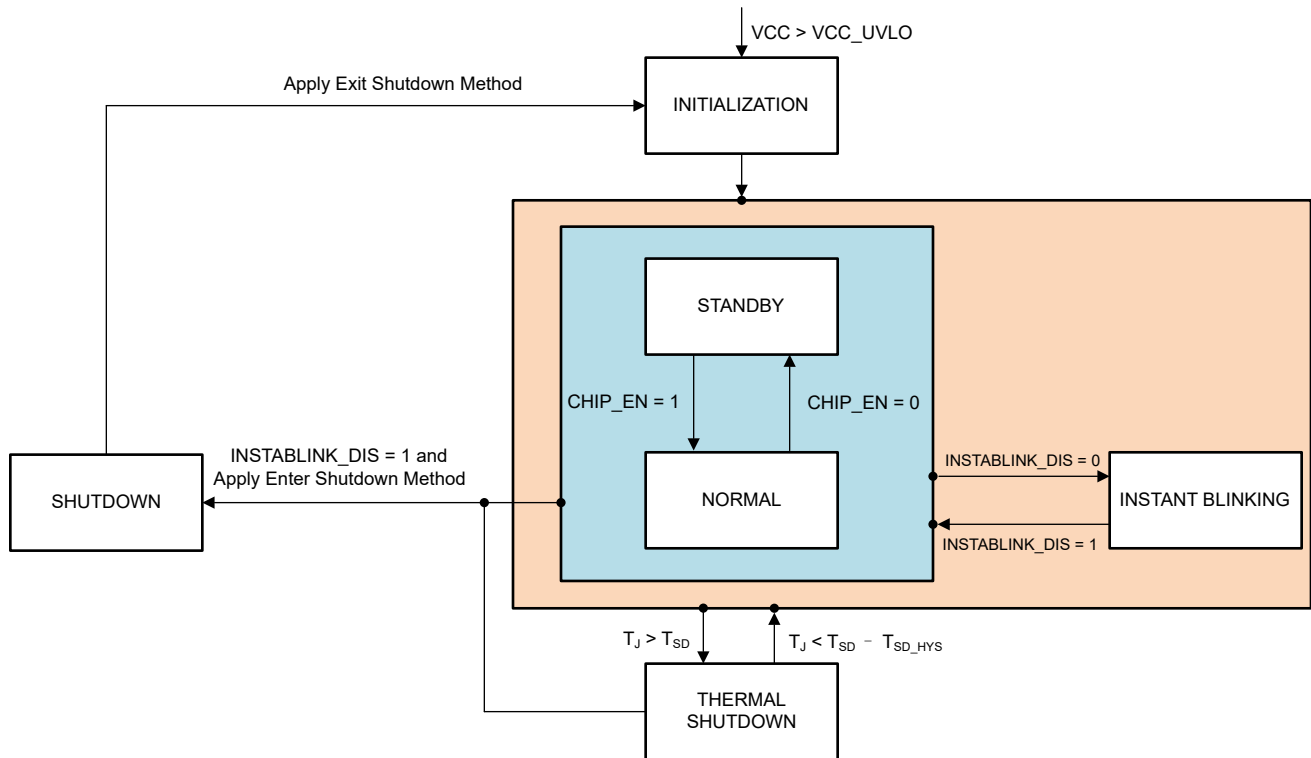 VCC > VCC_UVLO
Apply Exit Shutdown Method
INITIALIZATION
STANDBY
CHIP_EN = 1
CHIP_EN = 0
INSTABLINK_DIS = 1 and
Apply Enter Shutdown Method
INSTABLINK_DIS = 0
SHUTDOWN
NORMAL
INSTANT BLINKING
INSTABLINK_DIS = 1
TJ > TSD
TJ < TSD - TSD_HYS
THERMAL
SHUTDOWN